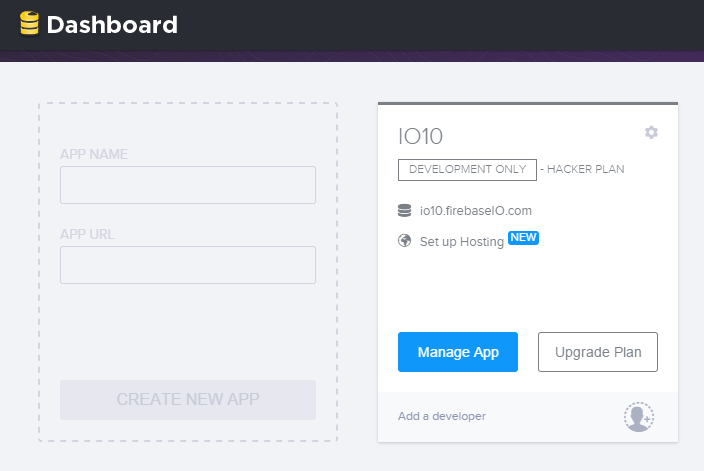 Dashboard
APP NAME
APP URL
CREATE NEW APP
IO10
DEVELOPMENT ONLY - HACKER PLAN
io10.firebaseIO.com
Set up Hosting NEW
Manage App
Upgrade Plan
Add a developer